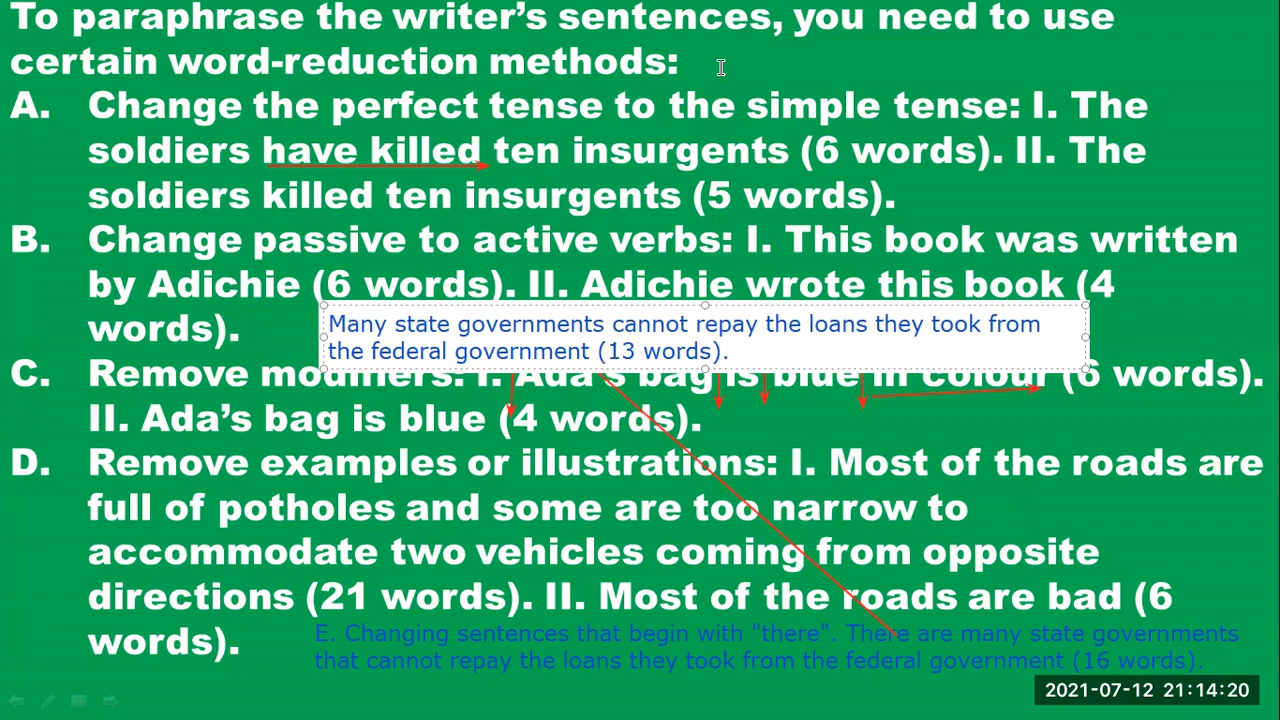 To paraphrase the writer’s sentences, you need to use
certain word-reduction methods:
A. Change the perfect tense to the simple tense: I. The
soldiers have killed ten insurgents (6 words). II. The
soldiers killed ten insurgents (5 words).
B. Change passive to active verbs: I. This book was written
by Adichie (6 words). II. Adichie wrote this book (4
words).
Many state governments cannot repay the loans they took from
the federal government (13 words).
C. Remove modifiers: I. Ada’s bag is blue in colour (6 words).
II. Ada’s bag is blue (4 words).
D. Remove examples or illustrations: I. Most of the roads are
full of potholes and some are too narrow to
accommodate two vehicles coming from opposite
directions (21 words). II. Most of the roads are bad (6
words).
E. Changing sentences that begin with "there". There are many state governments
that cannot repay the loans they took from the federal government (16 words).
2021-07-12 21:14:20